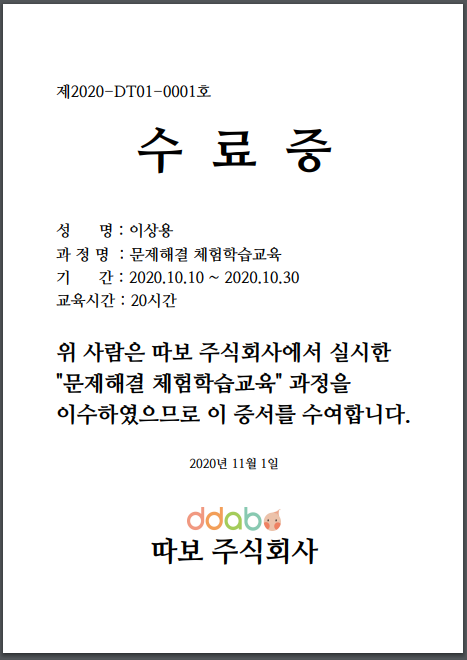 제2020-DT01-0001호
수 료 증
성 명 : 이상용
과 정 명 : 문제해결 체험학습교육
기 간 : 2020.10.10 ~ 2020.10.30
교육시간 : 20시간
위 사람은 따보 주식회사에서 실시한
"문제해결 체험학습교육" 과정을
이수하였으므로 이 증서를 수여합니다.
2020년 11월 1일
ddabo
따보 주식회사